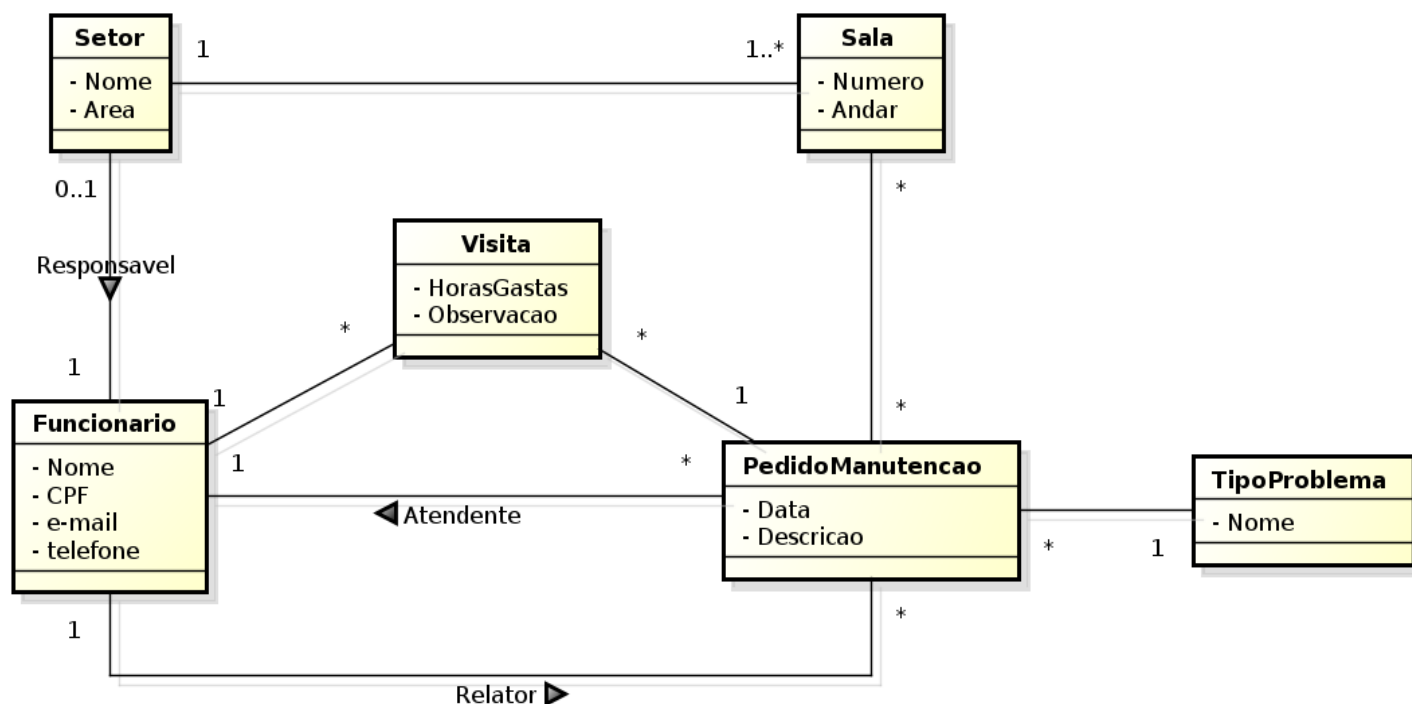 Setor
- Nome
- Area
1
1..*
Sala
- Numero
- Andar
0..1
*
Responsavel
1
Visita
- HorasGastas
- Observacao
*
*
1
1
*
Funcionario
- Nome
- CPF
- e-mail
- telefone
1
*
Atendente
PedidoManutencao
- Data
- Descricao
*
1
TipoProblema
- Nome
1
*
Relator